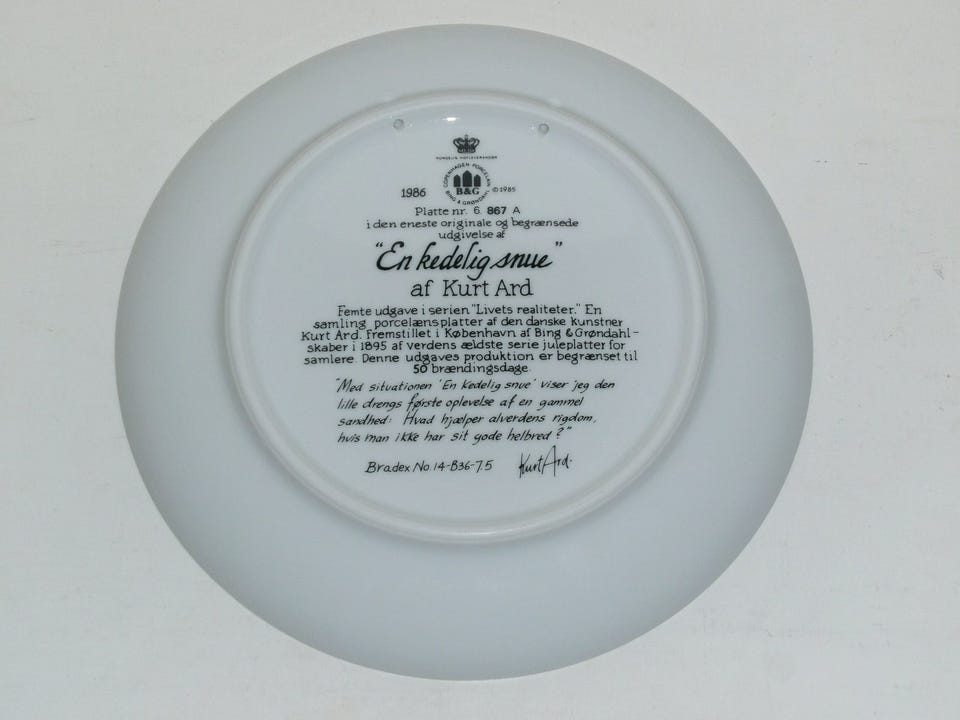 KONGELIG HOFLEVERANDØR
COPENHAGEN PORCELAIN
B&G
BING & GRØNDAHL
1986
© 1985
Platte nr. 6. 867 A
i den eneste originale og begrænsede
udgivelse af
"En kedelig snue"
af Kurt Ard
Femte udgave i serien "Livets realiteter." En
samling porcelænsplatter af den danske kunstner
Kurt Ard. Fremstillet i København af Bing & Grøndahl-
skaber i 1895 af verdens ældste serie juleplatter for
samlere. Denne udgaves produktion er begrænset til
50 brændingsdage.
"Med situationen 'En kedelig snue' viser jeg den
lille drengs første oplevelse af en gammel
sandhed: Hvad hjælper alverdens rigdom,
hvis man ikke har sit gode helbred?"
Bradex No. 14-B36-7.5
Kurt Ard.